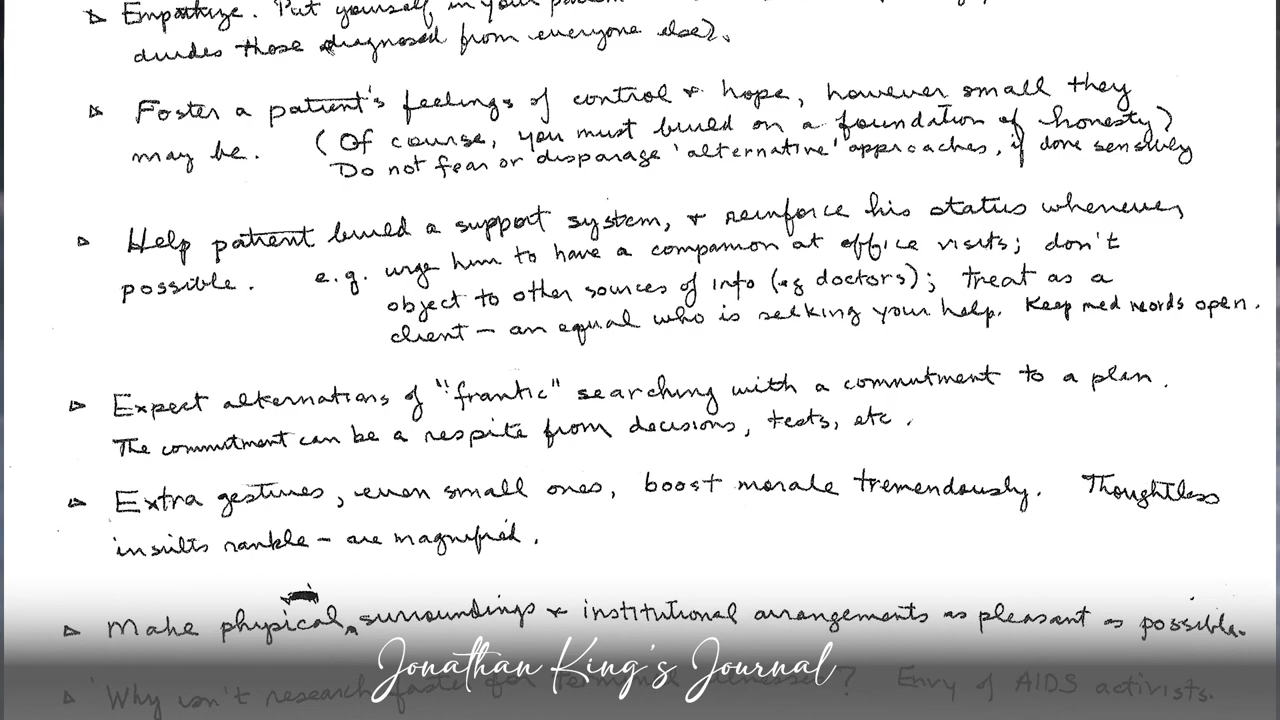 ▷ Empathize. Put yourself in your
divides those diagnosed from everyone else).
▷ Foster a patient's feelings of control & hope, however small they
may be. (Of course, you must build on a foundation of honesty)
Do not fear or disparage 'alternative' approaches, if done sensibly
▷ Help patient build a support system, & reinforce his status whenever
possible. e.g. urge him to have a companion at office visits; don't
object to other sources of info (eg doctors); treat as a
client – an equal who is seeking your help. Keep med records open.
▷ Expect alternations of "frantic" searching with a commitment to a plan.
The commitment can be a respite from decisions, tests, etc.
▷ Extra gestures, even small ones, boost morale tremendously. Thoughtless
insults rankle – are magnified.
▷ Make physical surroundings & institutional arrangements as pleasant as possible.
Jonathan King's Journal
▷ 'Why isn't research faster for terminal illnesses'? Envy of AIDS activists.